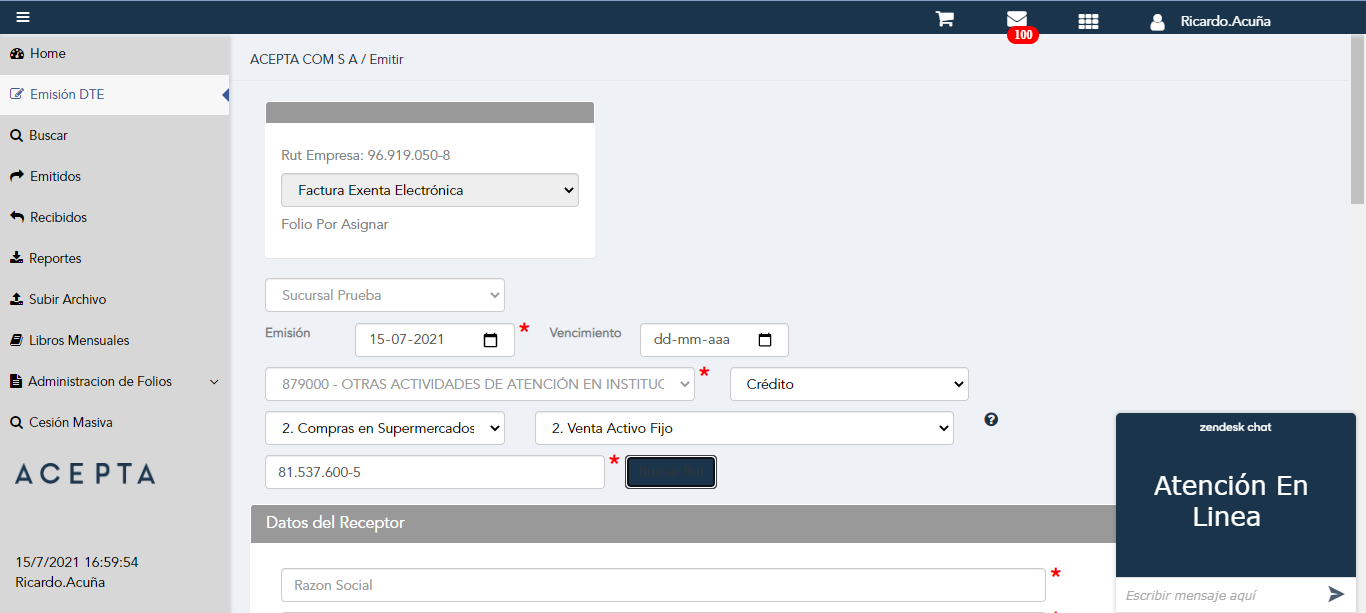 100
Ricardo.Acuña
Home
Emisión DTE
Buscar
Emitidos
Recibidos
Reportes
Subir Archivo
Libros Mensuales
Administracion de Folios
Cesión Masiva
ACEPTA
15/7/2021 16:59:54
Ricardo.Acuña
ACEPTA COM S A / Emitir
Rut Empresa: 96.919.050-8
Factura Exenta Electrónica
Folio Por Asignar
Sucursal Prueba
Emisión 15-07-2021 * Vencimiento dd-mm-aaa
879000 - OTRAS ACTIVIDADES DE ATENCIÓN EN INSTITUC * Crédito
2. Compras en Supermercados 2. Venta Activo Fijo ?
81.537.600-5 *
Datos del Receptor
Razon Social *
zendesk chat
Atención En
Linea
Escribir mensaje aquí